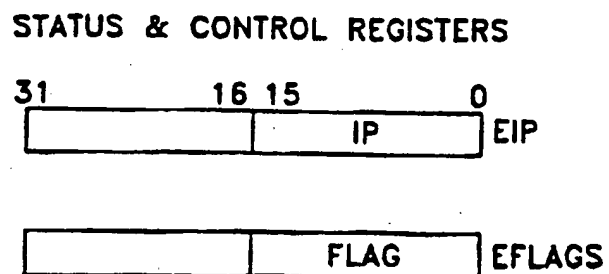 STATUS & CONTROL REGISTERS
31 16 15 0
IP EIP
FLAG EFLAGS